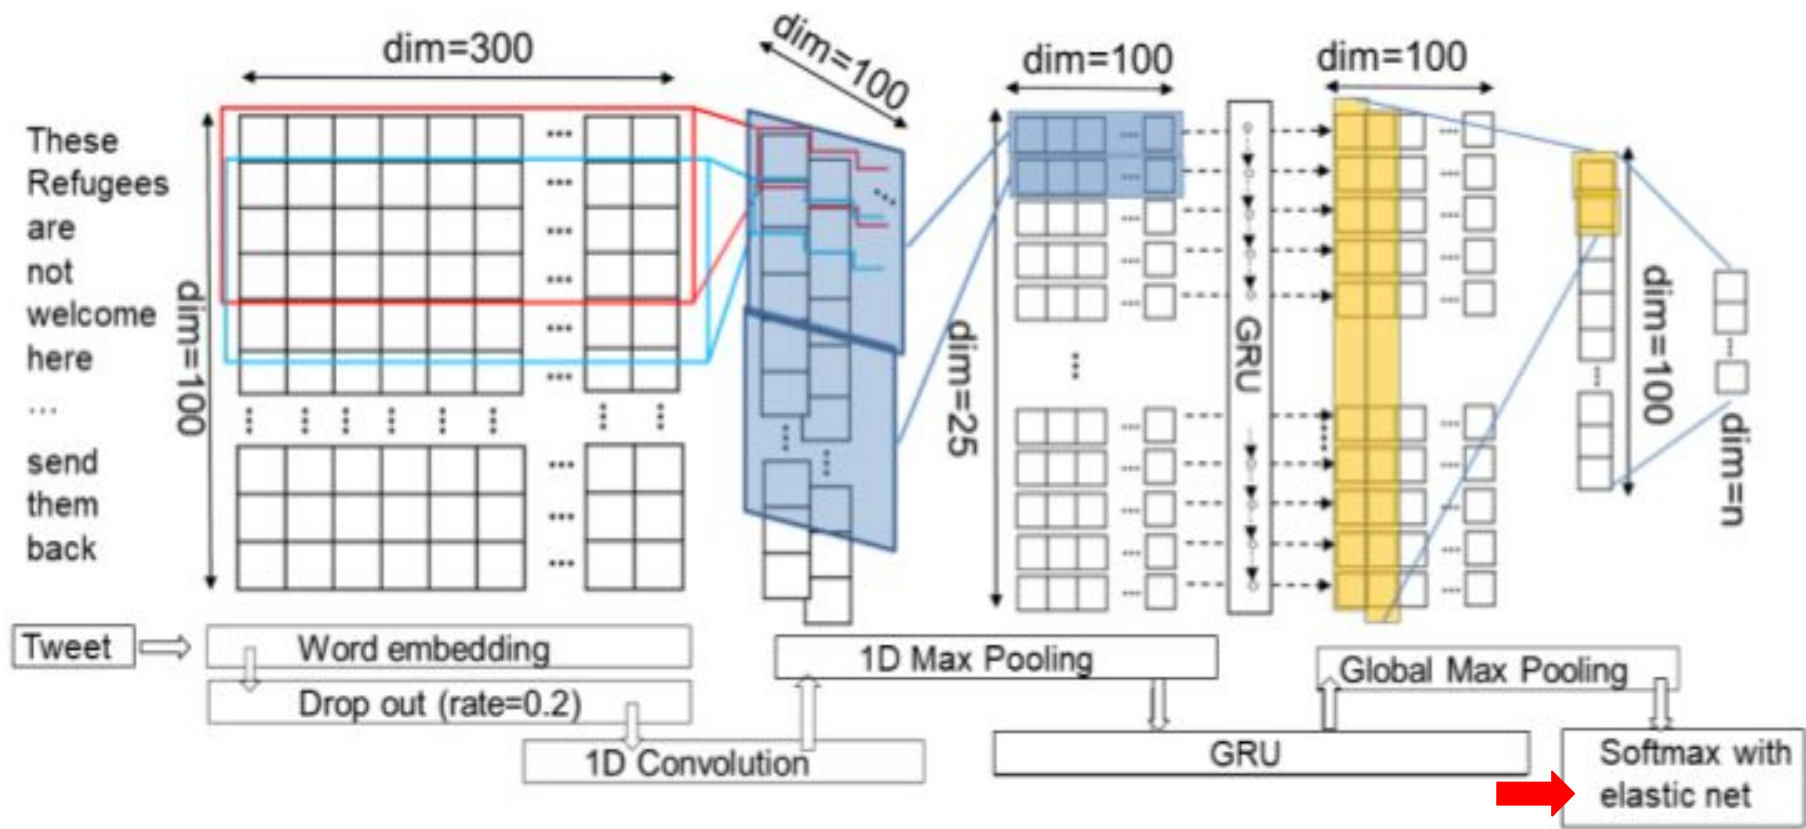 dim=300
dim=100
dim=100
dim=100
These
Refugees
are
not
welcome
here
...
send
them
back
dim=100
dim=25
GRU
dim=100
dim=n
Tweet
Word embedding
Drop out (rate=0.2)
1D Convolution
1D Max Pooling
GRU
Global Max Pooling
Softmax with
elastic net